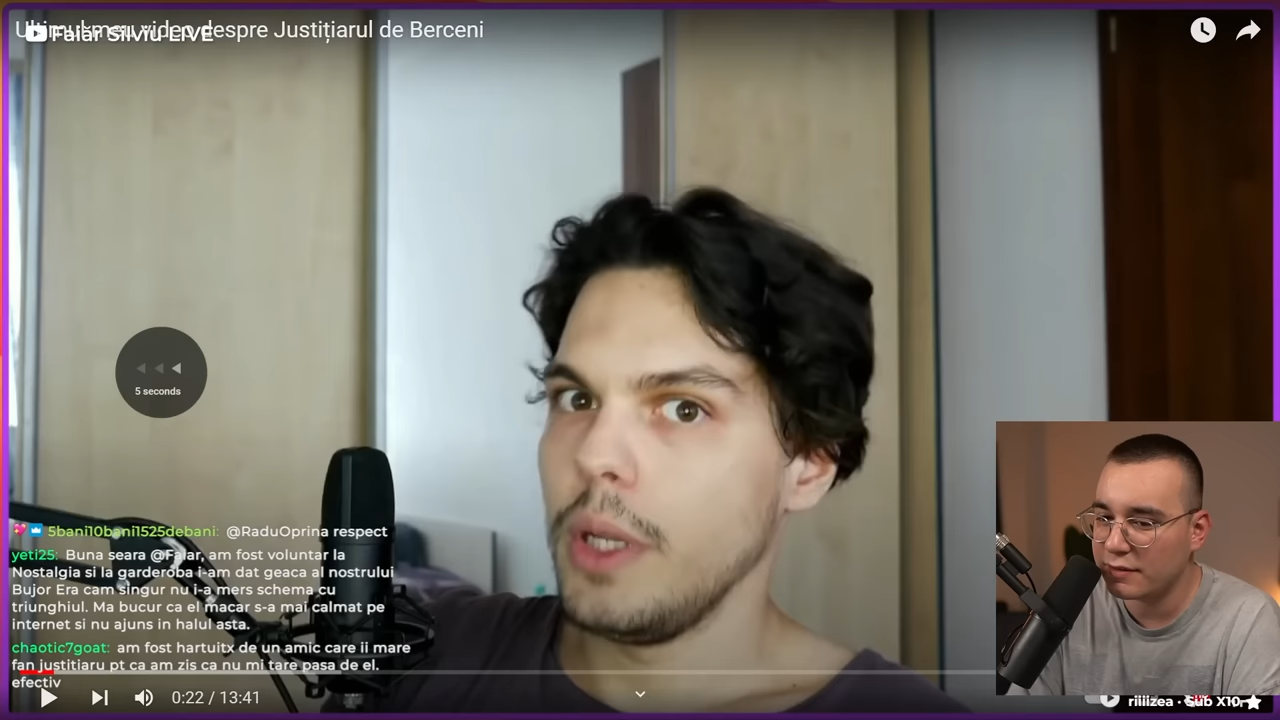 Ultimul meu video despre Justițiarul de Berceni
Falar Silviu LIVE
5 seconds
5bani10bani1525debani: @RaduOprina respect
yeti25: Buna seara @Falar, am fost voluntar la
Nostalgia si la garderoba i-am dat geaca al nostrului
Bujor Era cam singur nu i-a mers schema cu
triunghiul. Ma bucur ca el macar s-a mai calmat pe
internet si nu ajuns in halul asta.
chaotic7goat: am fost hartuitx de un amic care ii mare
fan justitiaru pt ca am zis ca nu mi tare pasa de el.
efectiv
0:22 / 13:41
riiiizea • Sub X10